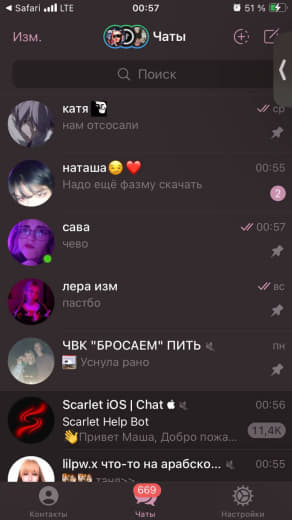 Safari LTE 00:57 51 %
Изм. Чаты
Поиск
катя ср
нам отсосали
наташа😏❤️ 00:55
Надо ещё фазму скачать 2
сава 00:57
чево
лера изм вс
пастбо
ЧВК "БРОСАЕМ" ПИТЬ пн
Уснула рано
Scarlet iOS | Chat 00:56
Scarlet Help Bot
👋Привет Маша, Добро пожа... 11,4K
lilpw.x что-то на арабско... 00:55
танд>>
669
Контакты Чаты Настройки